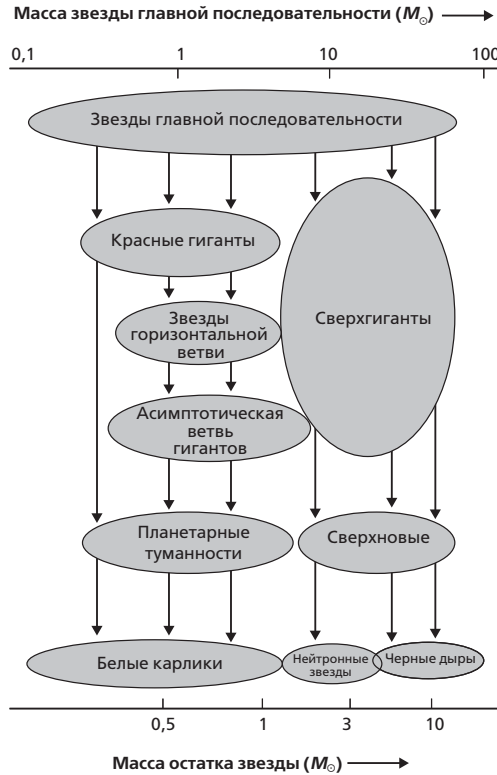 Масса звезды главной последовательности (M☉)
0,1 1 10 100
Звезды главной последовательности
Красные гиганты
Звезды
горизонтальной
ветви
Сверхгиганты
Асимптотическая
ветвь
гигантов
Планетарные
туманности
Сверхновые
Белые карлики
Нейтронные
звезды
Черные дыры
0,5 1 3 10
Масса остатка звезды (M☉)